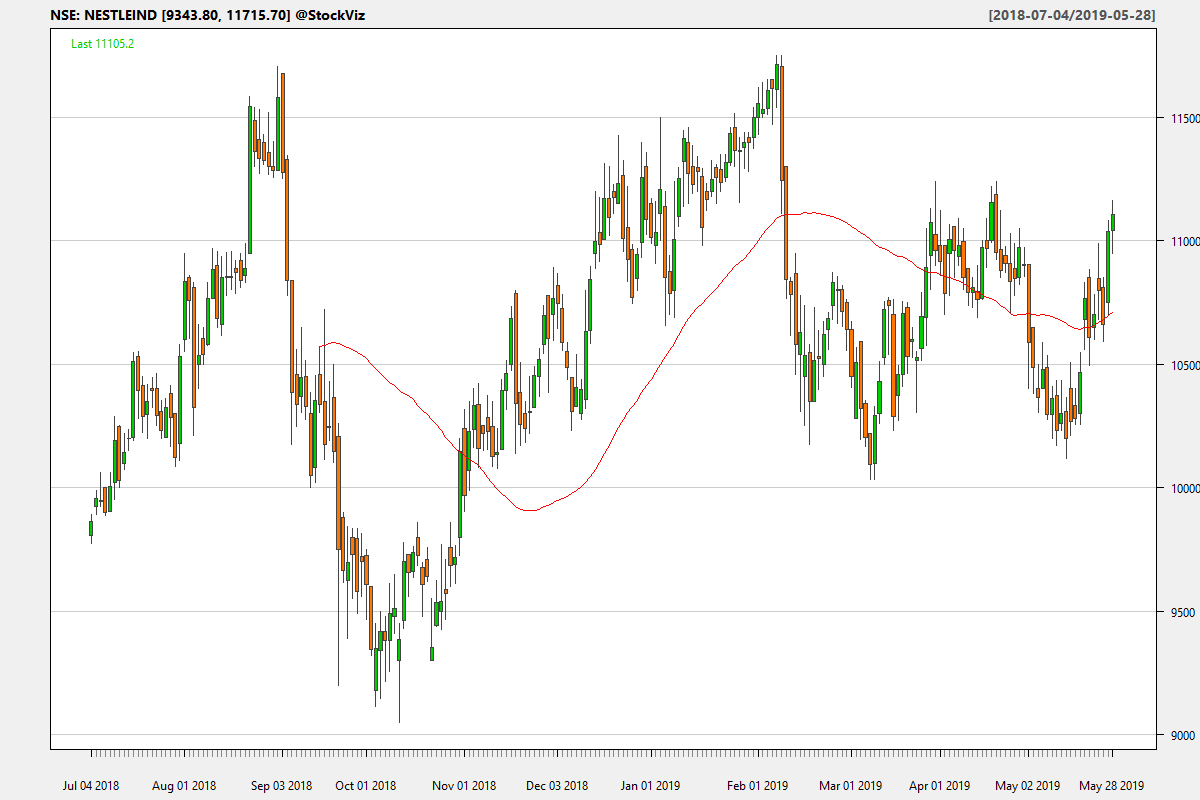 NSE: NESTLEIND [9343.80, 11715.70] @StockViz
[2018-07-04/2019-05-28]
Last 11105.2
11500
11000
10500
10000
9500
9000
Jul 04 2018
Aug 01 2018
Sep 03 2018
Oct 01 2018
Nov 01 2018
Dec 03 2018
Jan 01 2019
Feb 01 2019
Mar 01 2019
Apr 01 2019
May 02 2019
May 28 2019